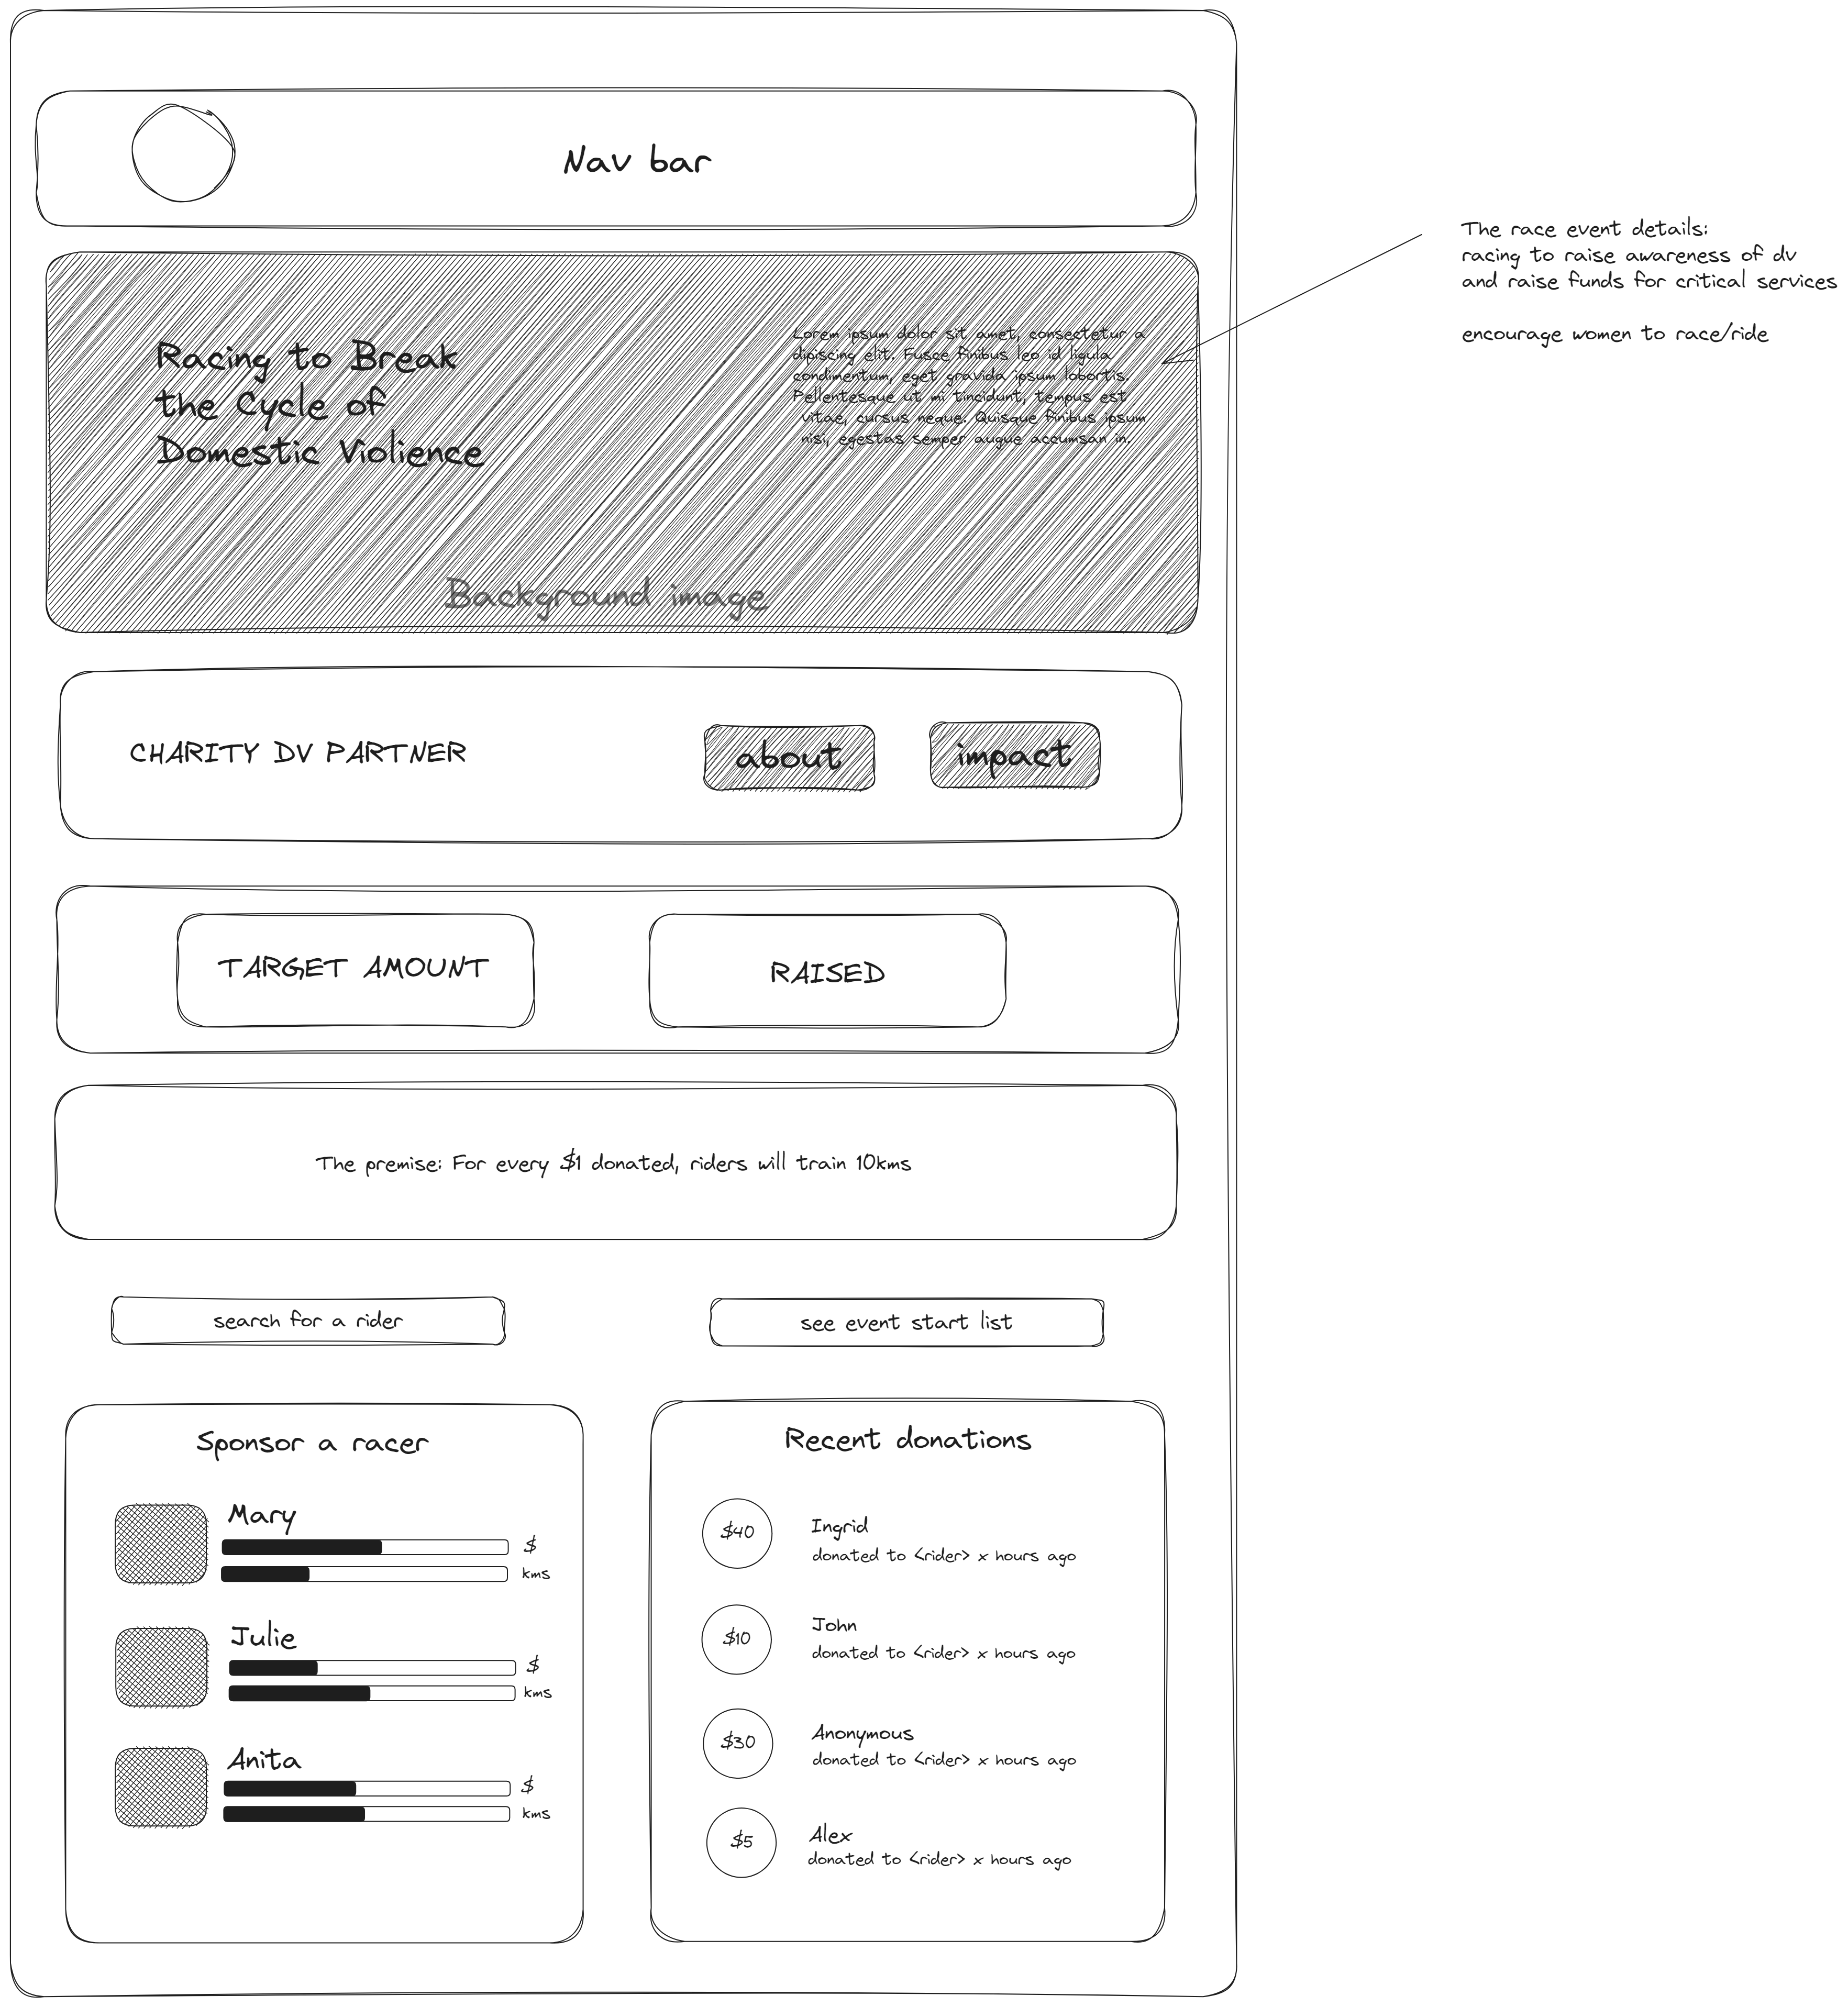 Nav bar
The race event details:
racing to raise awareness of dv
and raise funds for critical services
encourage women to race/ride
Racing to Break
the Cycle of
Domestic Violience
Lorem ipsum dolor sit amet, consectetur a
dipiscing elit. Fusce finibus leo id ligula
condimentum, eget gravida ipsum lobortis.
Pellentesque ut mi tincidunt, tempus est
vitae, cursus neque. Quisque finibus ipsum
nisi, egestas semper augue accumsan in.
Background image
CHARITY DV PARTNER
about
impact
TARGET AMOUNT
RAISED
The premise: For every $1 donated, riders will train 10kms
search for a rider
see event start list
Sponsor a racer
Mary
$
kms
Julie
$
kms
Anita
$
kms
Recent donations
$40
Ingrid
donated to <rider> x hours ago
$10
John
donated to <rider> x hours ago
$30
Anonymous
donated to <rider> x hours ago
$5
Alex
donated to <rider> x hours ago